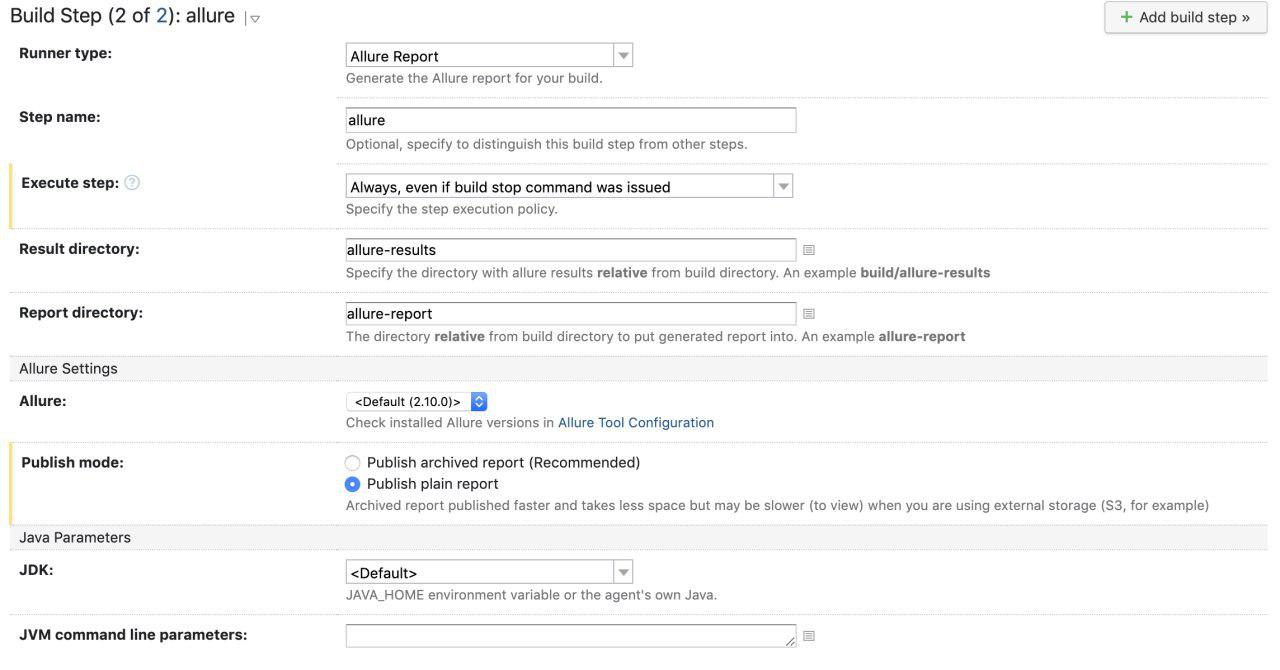 Build Step (2 of 2): allure
+ Add build step »
Runner type:
Allure Report
Generate the Allure report for your build.
Step name:
allure
Optional, specify to distinguish this build step from other steps.
Execute step: ?
Always, even if build stop command was issued
Specify the step execution policy.
Result directory:
allure-results
Specify the directory with allure results relative from build directory. An example build/allure-results
Report directory:
allure-report
The directory relative from build directory to put generated report into. An example allure-report
Allure Settings
Allure:
<Default (2.10.0)>
Check installed Allure versions in Allure Tool Configuration
Publish mode:
Publish archived report (Recommended)
Publish plain report
Archived report published faster and takes less space but may be slower (to view) when you are using external storage (S3, for example)
Java Parameters
JDK:
<Default>
JAVA_HOME environment variable or the agent's own Java.
JVM command line parameters: